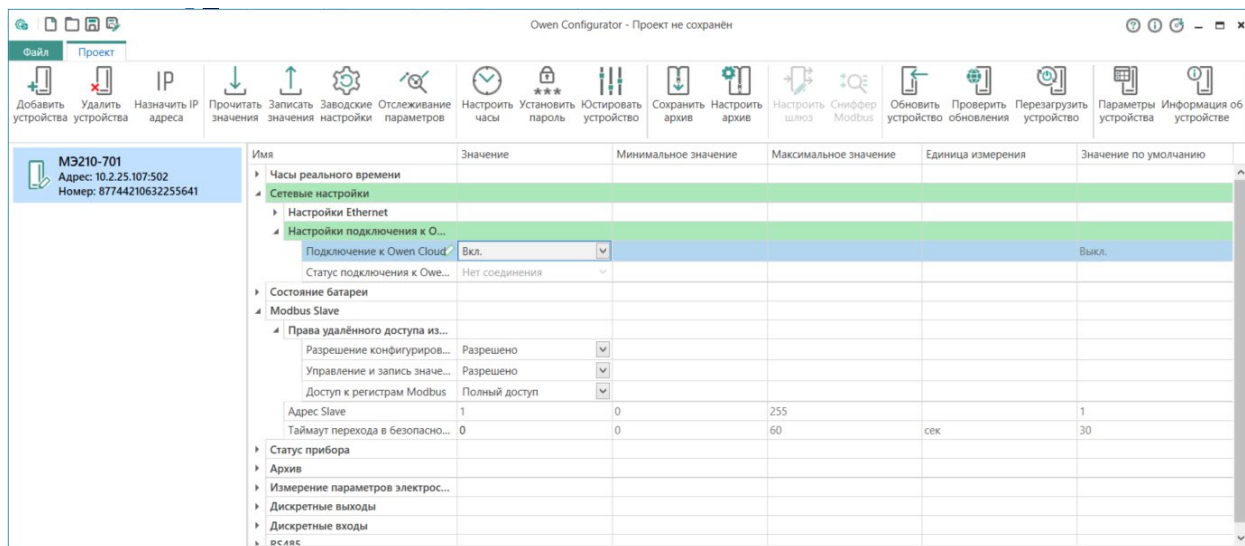 Owen Configurator - Проект не сохранён
Файл Проект
Добавить устройства
Удалить устройства
Назначить IP адреса
Прочитать значения
Записать значения
Заводские настройки
Отслеживание параметров
Настроить часы
Установить пароль
Юстировать устройство
Сохранить архив
Настроить архив
Настроить шлюз
Сниффер Modbus
Обновить устройство
Проверить обновления
Перезагрузить устройство
Параметры устройства
Информация об устройстве
МЭ210-701
Адрес: 10.2.25.107:502
Номер: 87744210632255641
Имя Значение Минимальное значение Максимальное значение Единица измерения Значение по умолчанию
Часы реального времени
Сетевые настройки
Настройки Ethernet
Настройки подключения к O...
Подключение к Owen Cloud Вкл. Выкл.
Статус подключения к Owe... Нет соединения
Состояние батареи
Modbus Slave
Права удалённого доступа из...
Разрешение конфигуриров... Разрешено
Управление и запись значе... Разрешено
Доступ к регистрам Modbus Полный доступ
Адрес Slave 1 0 255 1
Таймаут перехода в безопасно... 0 0 60 сек 30
Статус прибора
Архив
Измерение параметров электрос...
Дискретные выходы
Дискретные входы
RS485